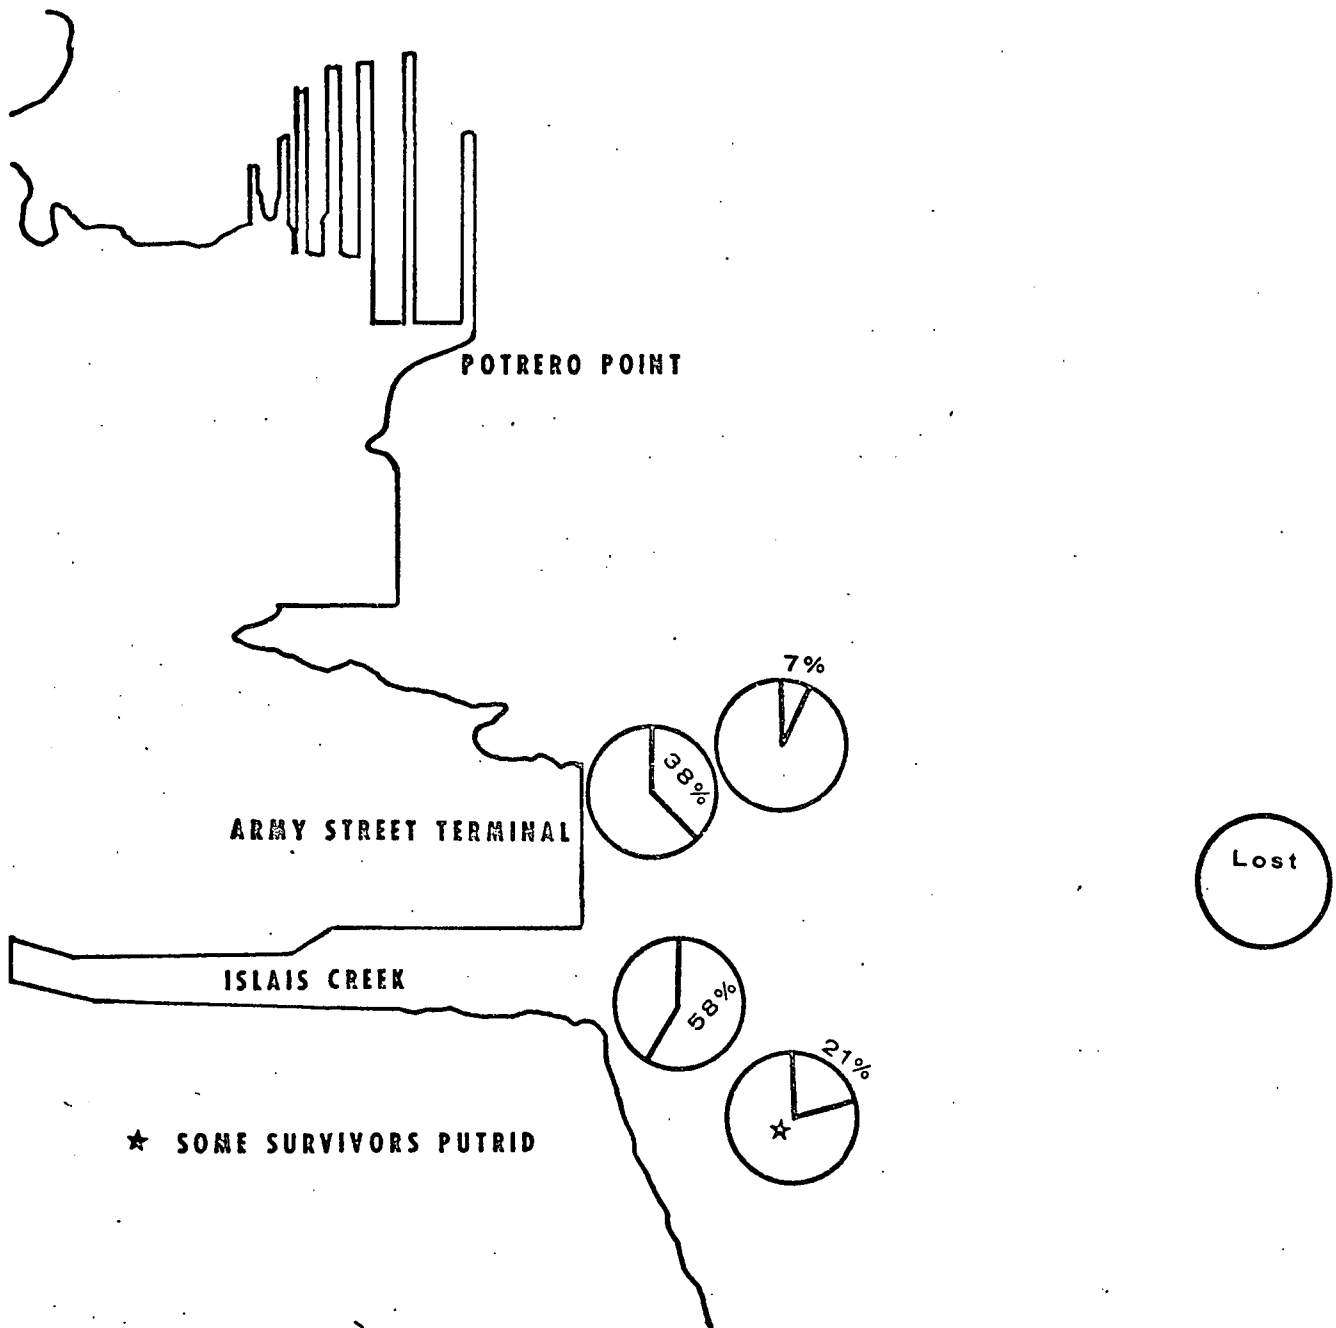 POTRERO POINT
7%
38%
ARMY STREET TERMINAL
Lost
ISLAIS CREEK
58%
21%
☆ SOME SURVIVORS PUTRID